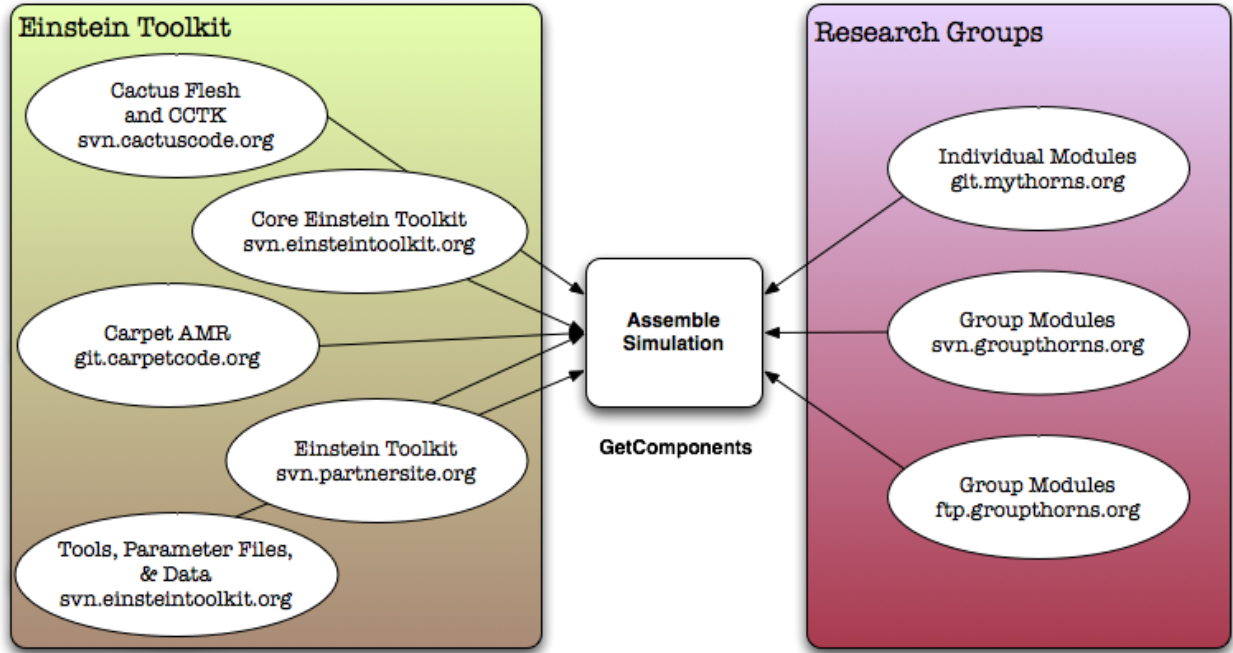 Einstein Toolkit
Cactus Flesh
and CCTK
svn.cactuscode.org
Core Einstein Toolkit
svn.einsteintoolkit.org
Carpet AMR
git.carpetcode.org
Einstein Toolkit
svn.partnersite.org
Tools, Parameter Files,
& Data
svn.einsteintoolkit.org
Assemble
Simulation
GetComponents
Research Groups
Individual Modules
git.mythorns.org
Group Modules
svn.groupthorns.org
Group Modules
ftp.groupthorns.org